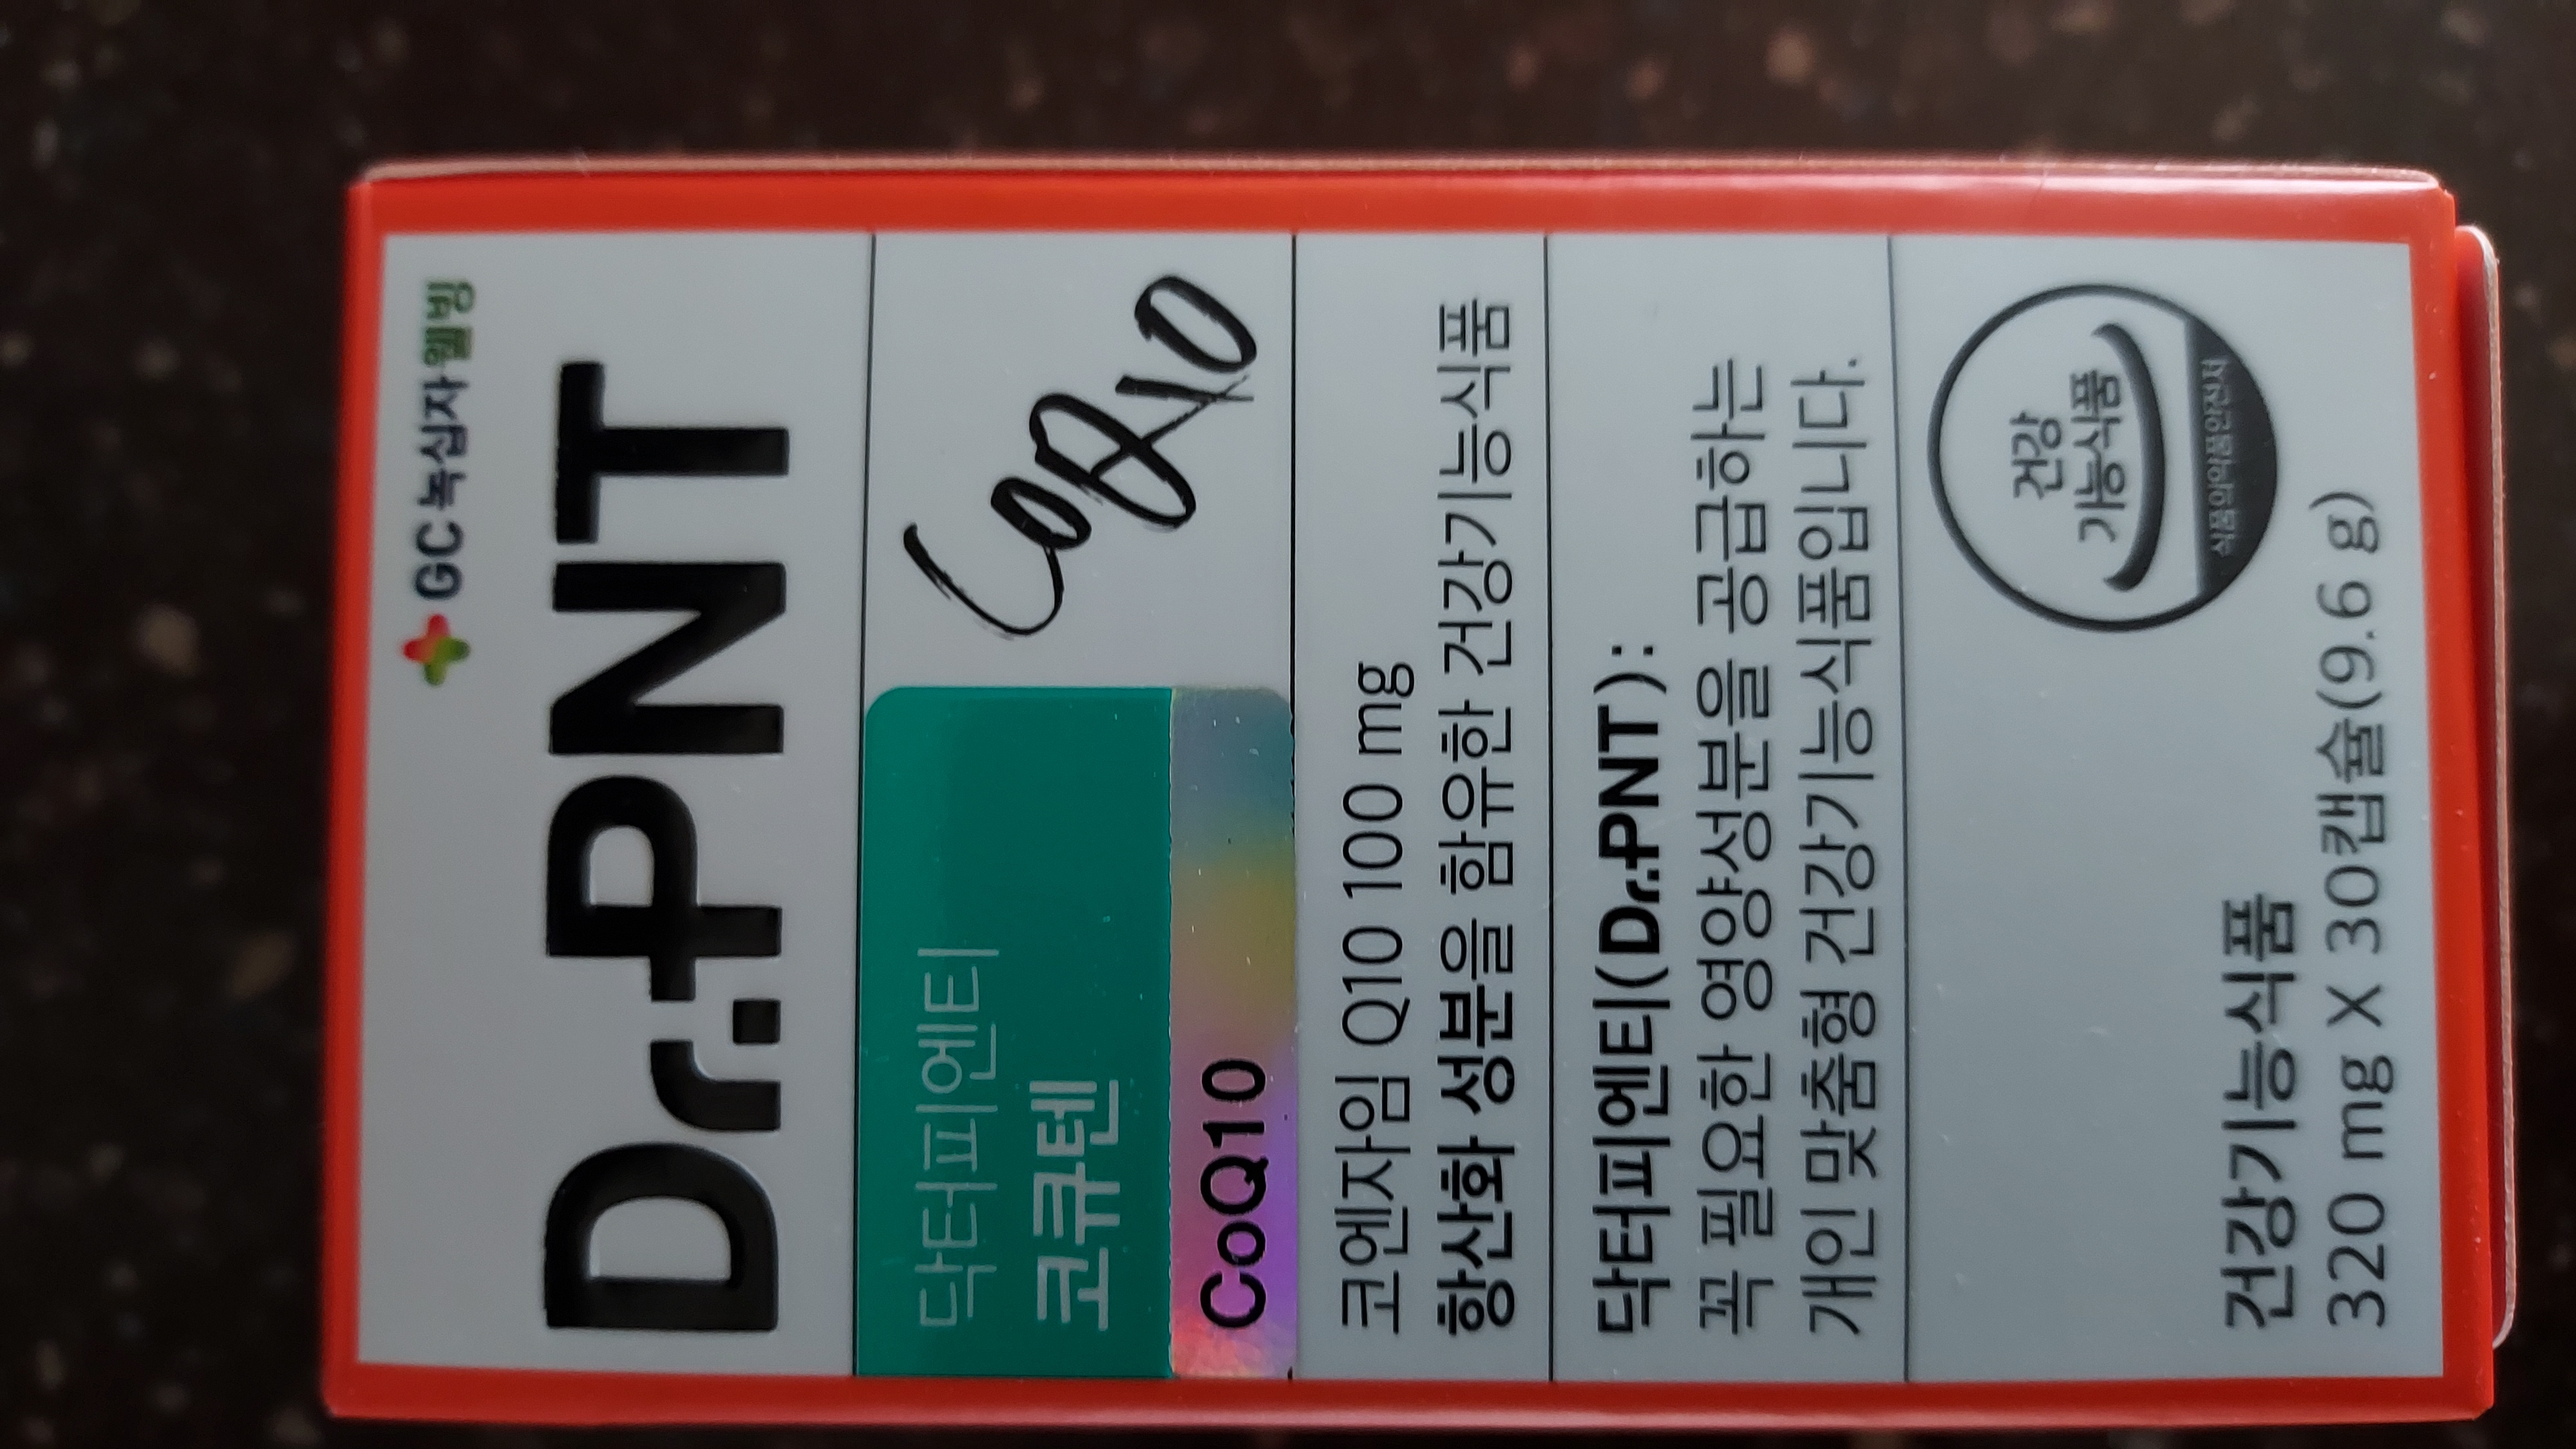 GC녹십자웰빙
Dr.PNT
닥터피엔티
코큐텐
CoQ10
CoQ10
코엔자임 Q10 100 mg
항산화 성분을 함유한 건강기능식품
닥터피엔티(Dr.PNT):
꼭 필요한 영양성분을 공급하는
개인 맞춤형 건강기능식품입니다.
건강
기능식품
식품의약품안전처
건강기능식품
320 mg X 30캡슐(9.6 g)